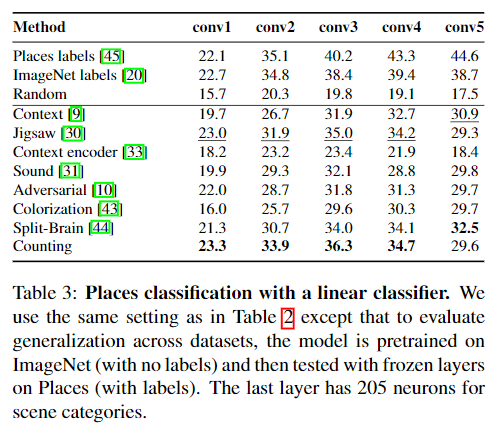 Method conv1 conv2 conv3 conv4 conv5
Places labels [45] 22.1 35.1 40.2 43.3 44.6
ImageNet labels [20] 22.7 34.8 38.4 39.4 38.7
Random 15.7 20.3 19.8 19.1 17.5
Context [9] 19.7 26.7 31.9 32.7 30.9
Jigsaw [30] 23.0 31.9 35.0 34.2 29.3
Context encoder [33] 18.2 23.2 23.4 21.9 18.4
Sound [31] 19.9 29.3 32.1 28.8 29.8
Adversarial [10] 22.0 28.7 31.8 31.3 29.7
Colorization [43] 16.0 25.7 29.6 30.3 29.7
Split-Brain [44] 21.3 30.7 34.0 34.1 32.5
Counting 23.3 33.9 36.3 34.7 29.6
Table 3: Places classification with a linear classifier. We
use the same setting as in Table 2 except that to evaluate
generalization across datasets, the model is pretrained on
ImageNet (with no labels) and then tested with frozen layers
on Places (with labels). The last layer has 205 neurons for
scene categories.